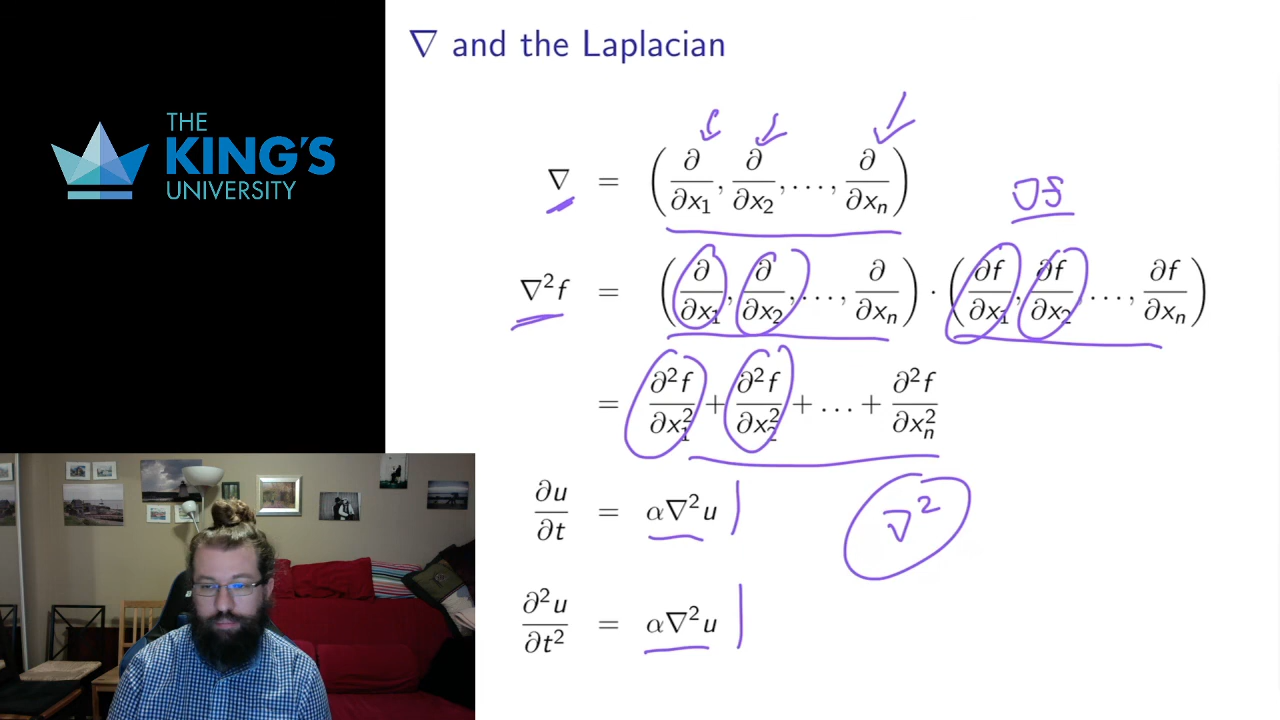 THE
KING'S
UNIVERSITY
∇ and the Laplacian
∇ = (∂/∂x₁, ∂/∂x₂, . . . , ∂/∂xₙ)
∇f
∇²f = (∂/∂x₁, ∂/∂x₂, . . . , ∂/∂xₙ) · (∂f/∂x₁, ∂f/∂x₂, . . . , ∂f/∂xₙ)
= ∂²f/∂x₁² + ∂²f/∂x₂² + . . . + ∂²f/∂xₙ²
∂u/∂t = α∇²u
∇²
∂²u/∂t² = α∇²u